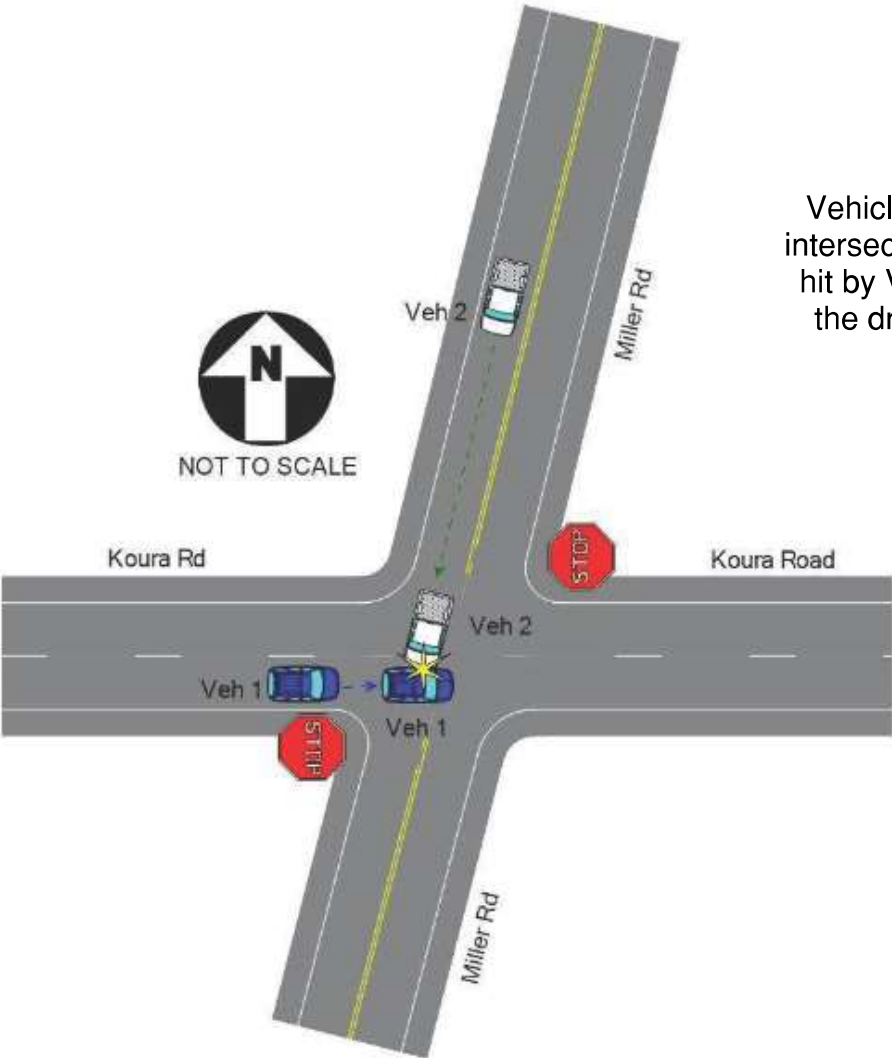 Vehicl
intersec
hit by V
the dr
Miller Rd
Veh 2
N
NOT TO SCALE
Koura Rd
STOP
Koura Road
Veh 2
Veh 1
Veh 1
STOP
Miller Rd